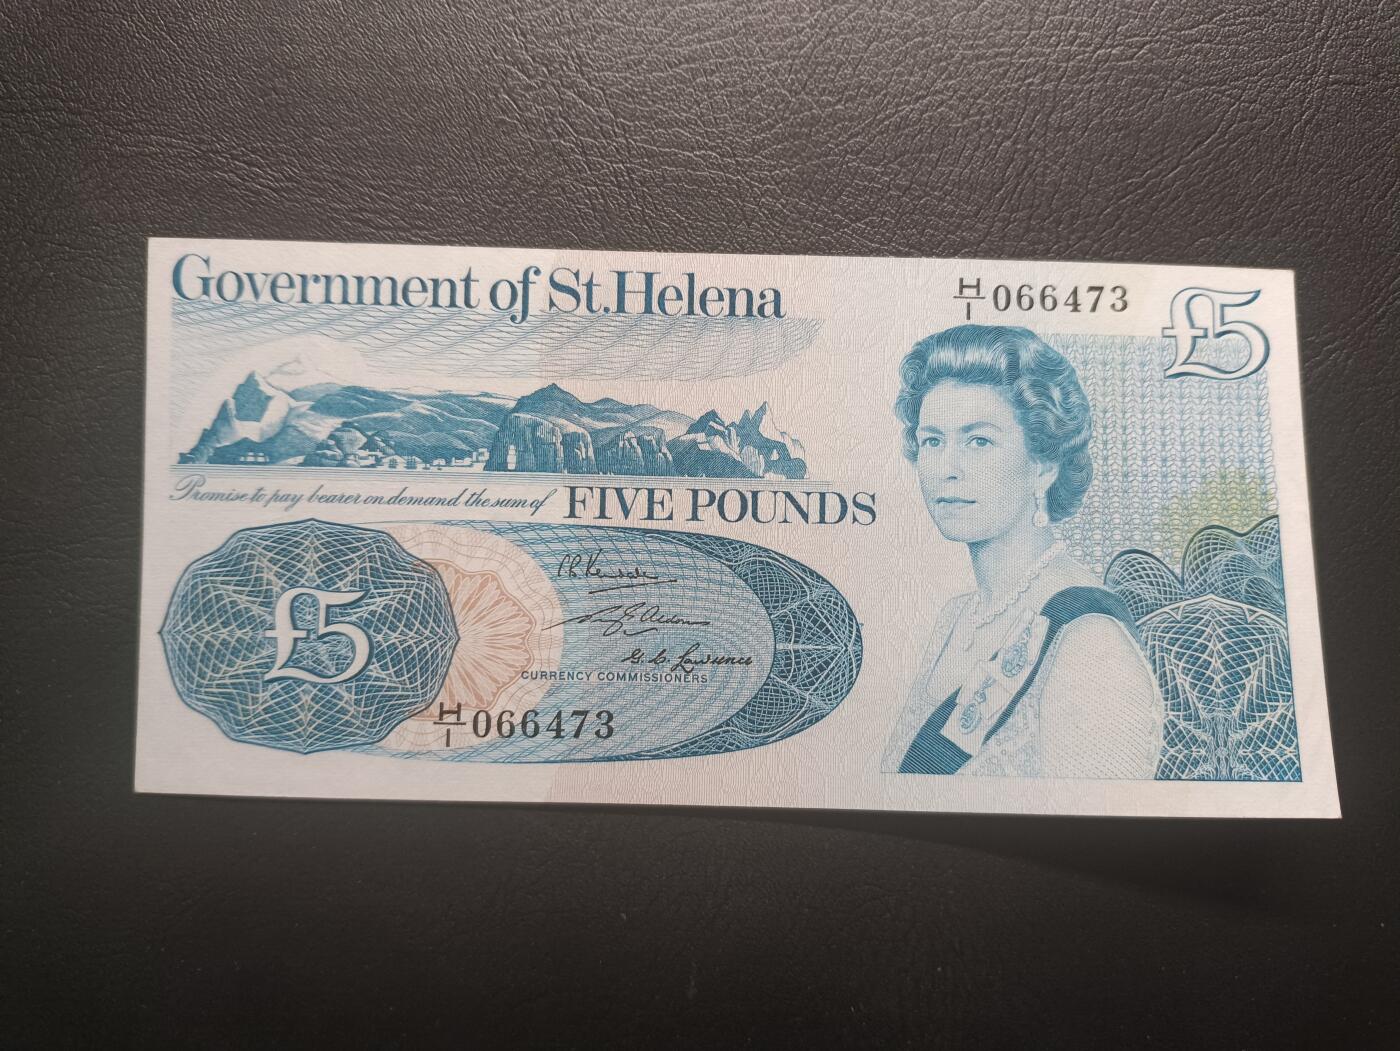 Government of St. Helena
H/1 066473
£5
Promise to pay bearer on demand the sum of FIVE POUNDS
£5
G. C. Lawrence
CURRENCY COMMISSIONERS
H/1 066473